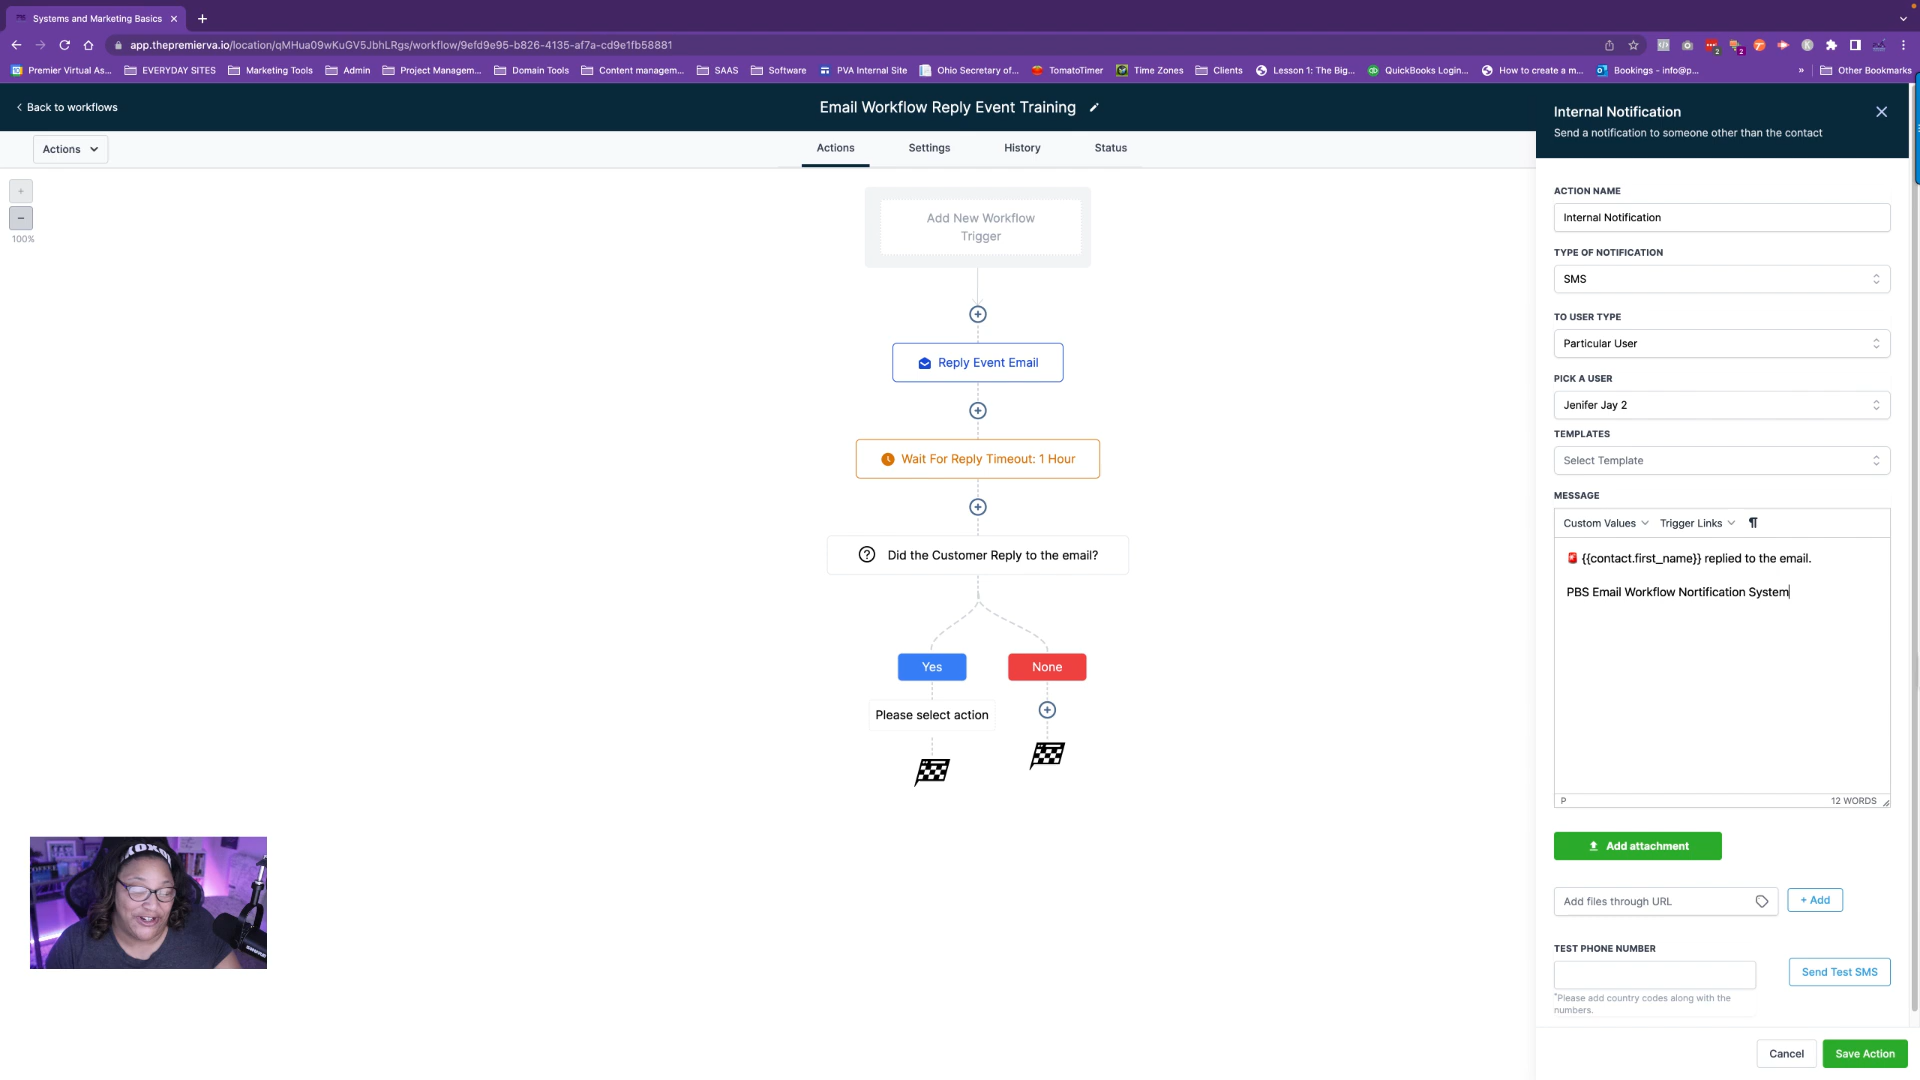 Systems and Marketing Basics
app.thepremierva.io/location/qMHua09wKuGV5JbhLRgs/workflow/9efd9e95-b826-4135-af7a-cd9e1fb58881
Premier Virtual As... EVERYDAY SITES Marketing Tools Admin Project Managem... Domain Tools Content managem... SAAS Software PVA Internal Site Ohio Secretary of... TomatoTimer Time Zones Clients Lesson 1: The Big... QuickBooks Login... How to create a m... Bookings - info@p... » Other Bookmarks
Back to workflows
Email Workflow Reply Event Training
Actions
Actions Settings History Status
+
−
100%
Add New Workflow
Trigger
Reply Event Email
Wait For Reply Timeout: 1 Hour
Did the Customer Reply to the email?
Yes None
Please select action
XOXO
Internal Notification
Send a notification to someone other than the contact
ACTION NAME
Internal Notification
TYPE OF NOTIFICATION
SMS
TO USER TYPE
Particular User
PICK A USER
Jenifer Jay 2
TEMPLATES
Select Template
MESSAGE
Custom Values Trigger Links ¶
🚨 {{contact.first_name}} replied to the email.
PBS Email Workflow Nortification System
P 12 WORDS
Add attachment
Add files through URL + Add
TEST PHONE NUMBER
Send Test SMS
*Please add country codes along with the
numbers.
Cancel Save Action